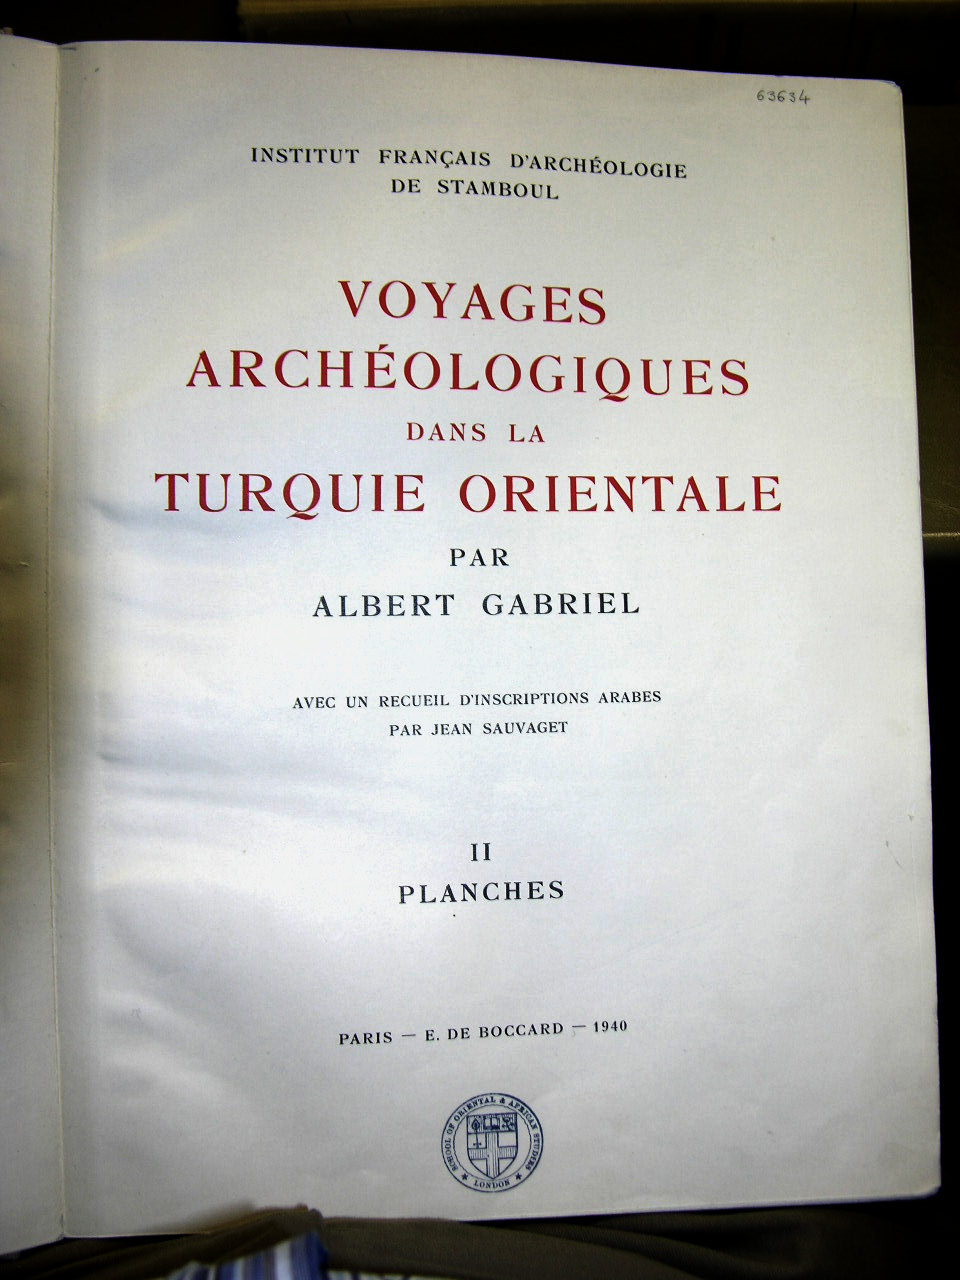 63634
INSTITUT FRANÇAIS D'ARCHÉOLOGIE
DE STAMBOUL
VOYAGES
ARCHÉOLOGIQUES
DANS LA
TURQUIE ORIENTALE
PAR
ALBERT GABRIEL
AVEC UN RECUEIL D'INSCRIPTIONS ARABES
PAR JEAN SAUVAGET
II
PLANCHES
PARIS — E. DE BOCCARD — 1940
SCHOOL OF ORIENTAL & AFRICAN STUDIES
LONDON